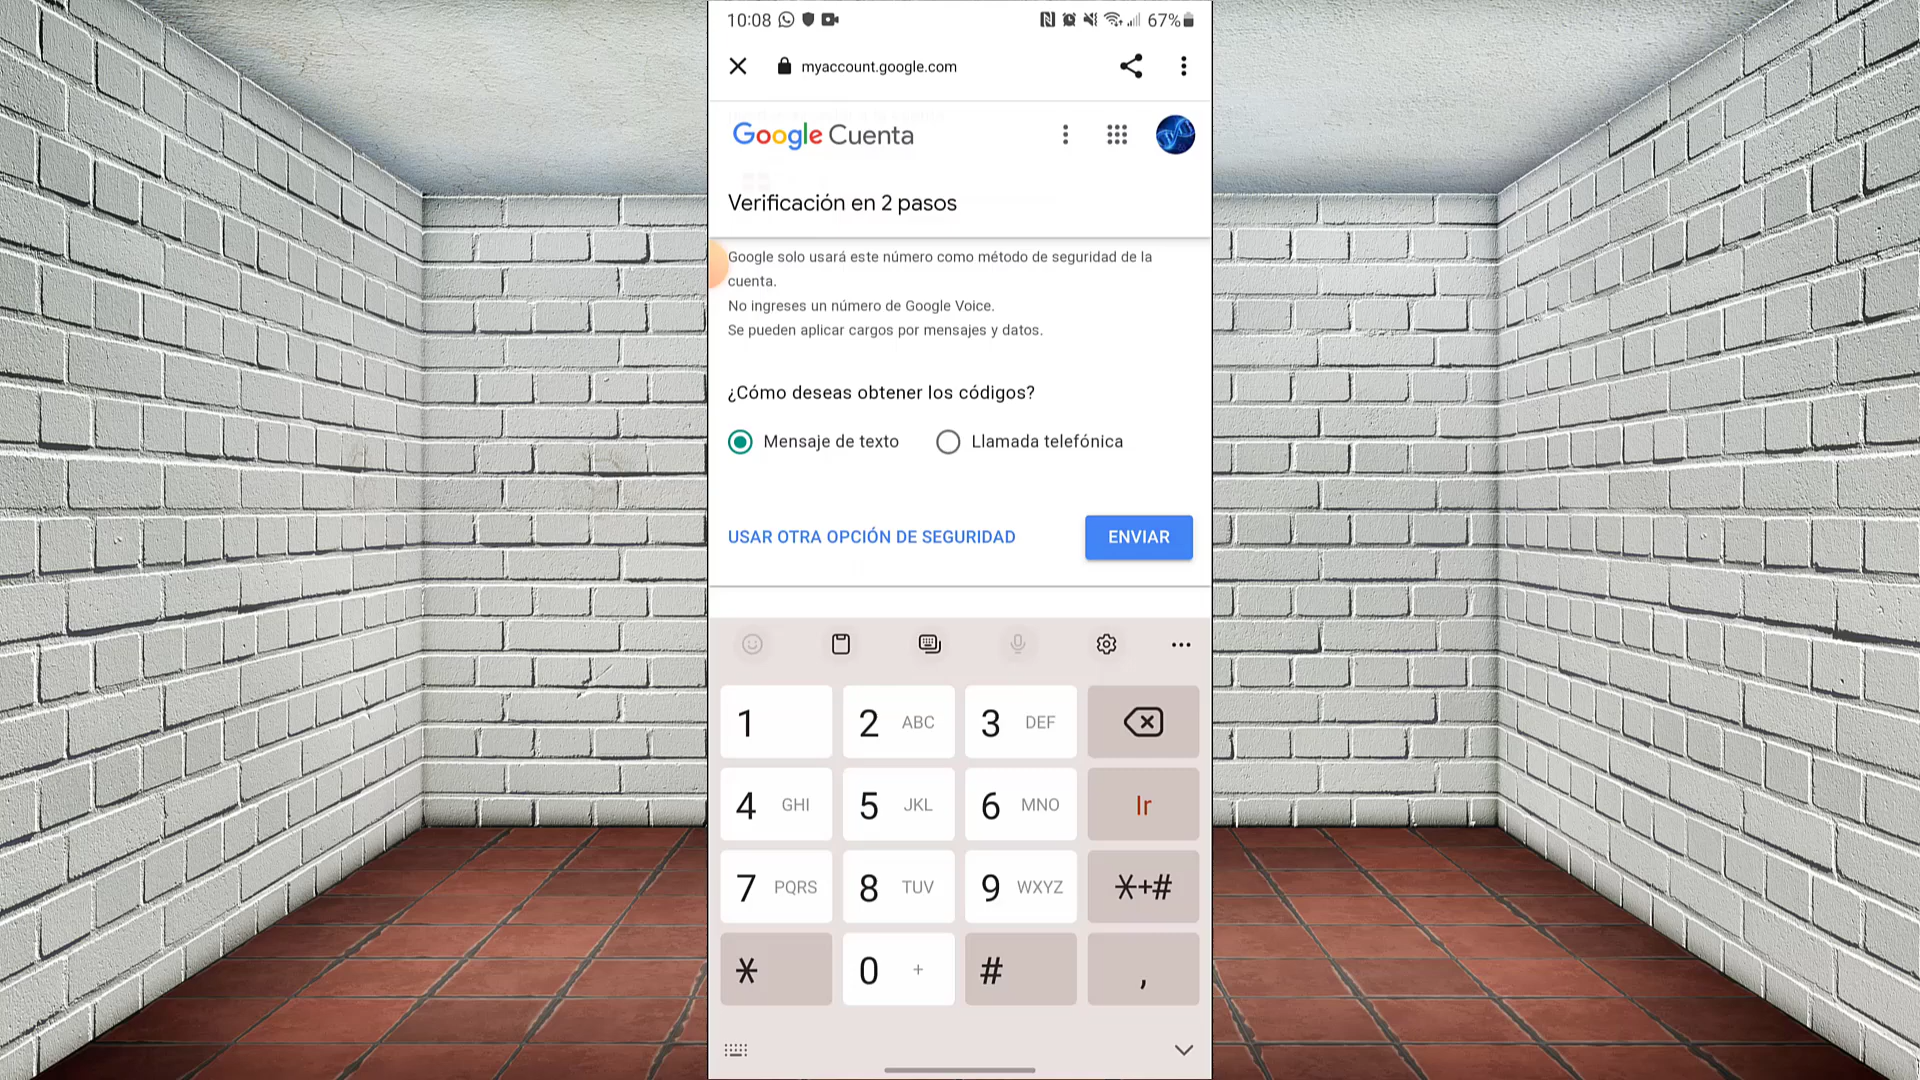 10:08 67%
myaccount.google.com
Google Cuenta
Verificación en 2 pasos
Google solo usará este número como método de seguridad de la
cuenta.
No ingreses un número de Google Voice.
Se pueden aplicar cargos por mensajes y datos.
¿Cómo deseas obtener los códigos?
Mensaje de texto Llamada telefónica
USAR OTRA OPCIÓN DE SEGURIDAD ENVIAR
1 2 ABC 3 DEF
4 GHI 5 JKL 6 MNO Ir
7 PQRS 8 TUV 9 WXYZ *+#
* 0 + # ,